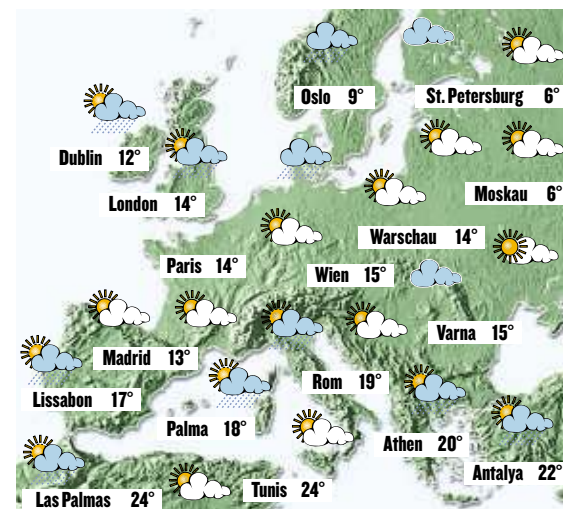 Oslo 9°
St. Petersburg 6°
Dublin 12°
London 14°
Moskau 6°
Warschau 14°
Paris 14°
Wien 15°
Varna 15°
Madrid 13°
Rom 19°
Lissabon 17°
Palma 18°
Athen 20°
Antalya 22°
Las Palmas 24°
Tunis 24°